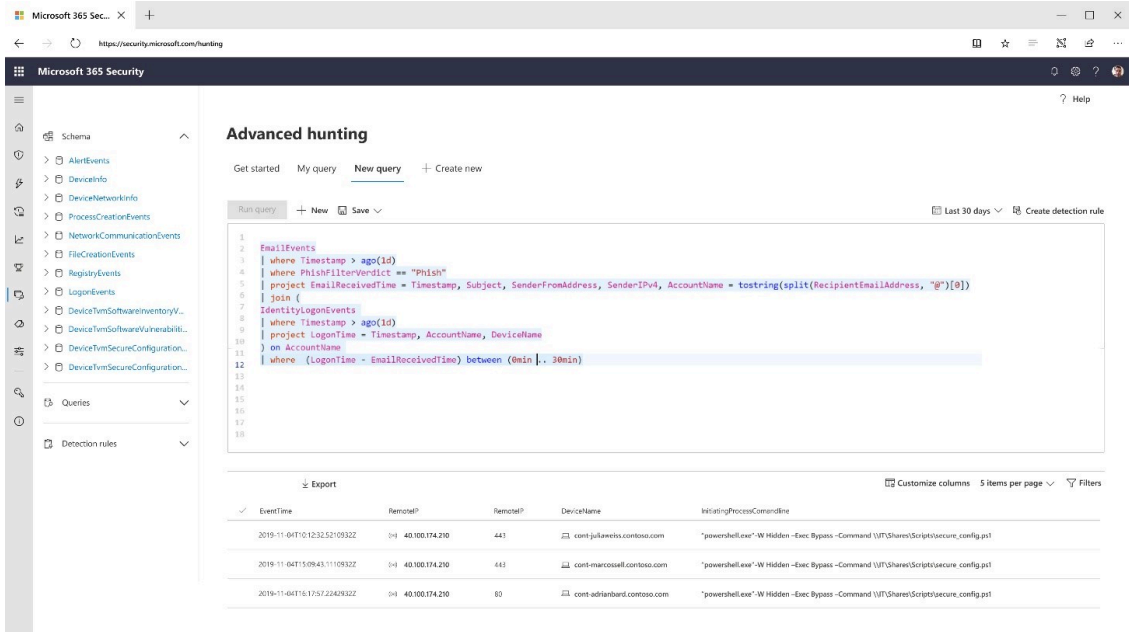 Microsoft 365 Sec...
https://security.microsoft.com/hunting
Microsoft 365 Security
? Help
Schema
AlertEvents
DeviceInfo
DeviceNetworkInfo
ProcessCreationEvents
NetworkCommunicationEvents
FileCreationEvents
RegistryEvents
LogonEvents
DeviceTvmSoftwareInventoryV...
DeviceTvmSoftwareVulnerabiliti...
DeviceTvmSecureConfiguration...
DeviceTvmSecureConfiguration...
Queries
Detection rules
Advanced hunting
Get started My query New query + Create new
Run query + New Save Last 30 days Create detection rule
1
2 EmailEvents
3 | where Timestamp > ago(1d)
4 | where PhishFilterVerdict == "Phish"
5 | project EmailReceivedTime = Timestamp, Subject, SenderFromAddress, SenderIPv4, AccountName = tostring(split(RecipientEmailAddress, "@")[0])
6 | join (
7 IdentityLogonEvents
8 | where Timestamp > ago(1d)
9 | project LogonTime = Timestamp, AccountName, DeviceName
10 ) on AccountName
11 | where (LogonTime - EmailReceivedTime) between (0min .. 30min)
12
13
14
15
16
17
18
Export Customize columns 5 items per page Filters
EventTime RemoteIP RemoteIP DeviceName InitiatingProcessComandline
2019-11-04T10:12:32.5210932Z 40.100.174.210 443 cont-juliaweiss.contoso.com "powershell.exe"-W Hidden –Exec Bypass –Command \\IT\Shares\Scripts\secure_config.ps1
2019-11-04T15:09:43.1110932Z 40.100.174.210 443 cont-marcossell.contoso.com "powershell.exe"-W Hidden –Exec Bypass –Command \\IT\Shares\Scripts\secure_config.ps1
2019-11-04T16:17:57.2242932Z 40.100.174.210 80 cont-adrianbard.contoso.com "powershell.exe"-W Hidden –Exec Bypass –Command \\IT\Shares\Scripts\secure_config.ps1